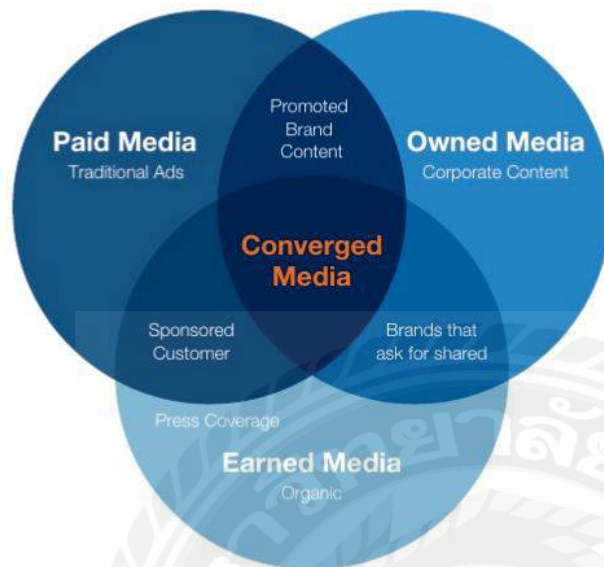 Promoted
Brand
Content
Paid Media
Traditional Ads
Owned Media
Corporate Content
Converged
Media
Sponsored
Customer
Brands that
ask for shared
Press Coverage
Earned Media
Organic